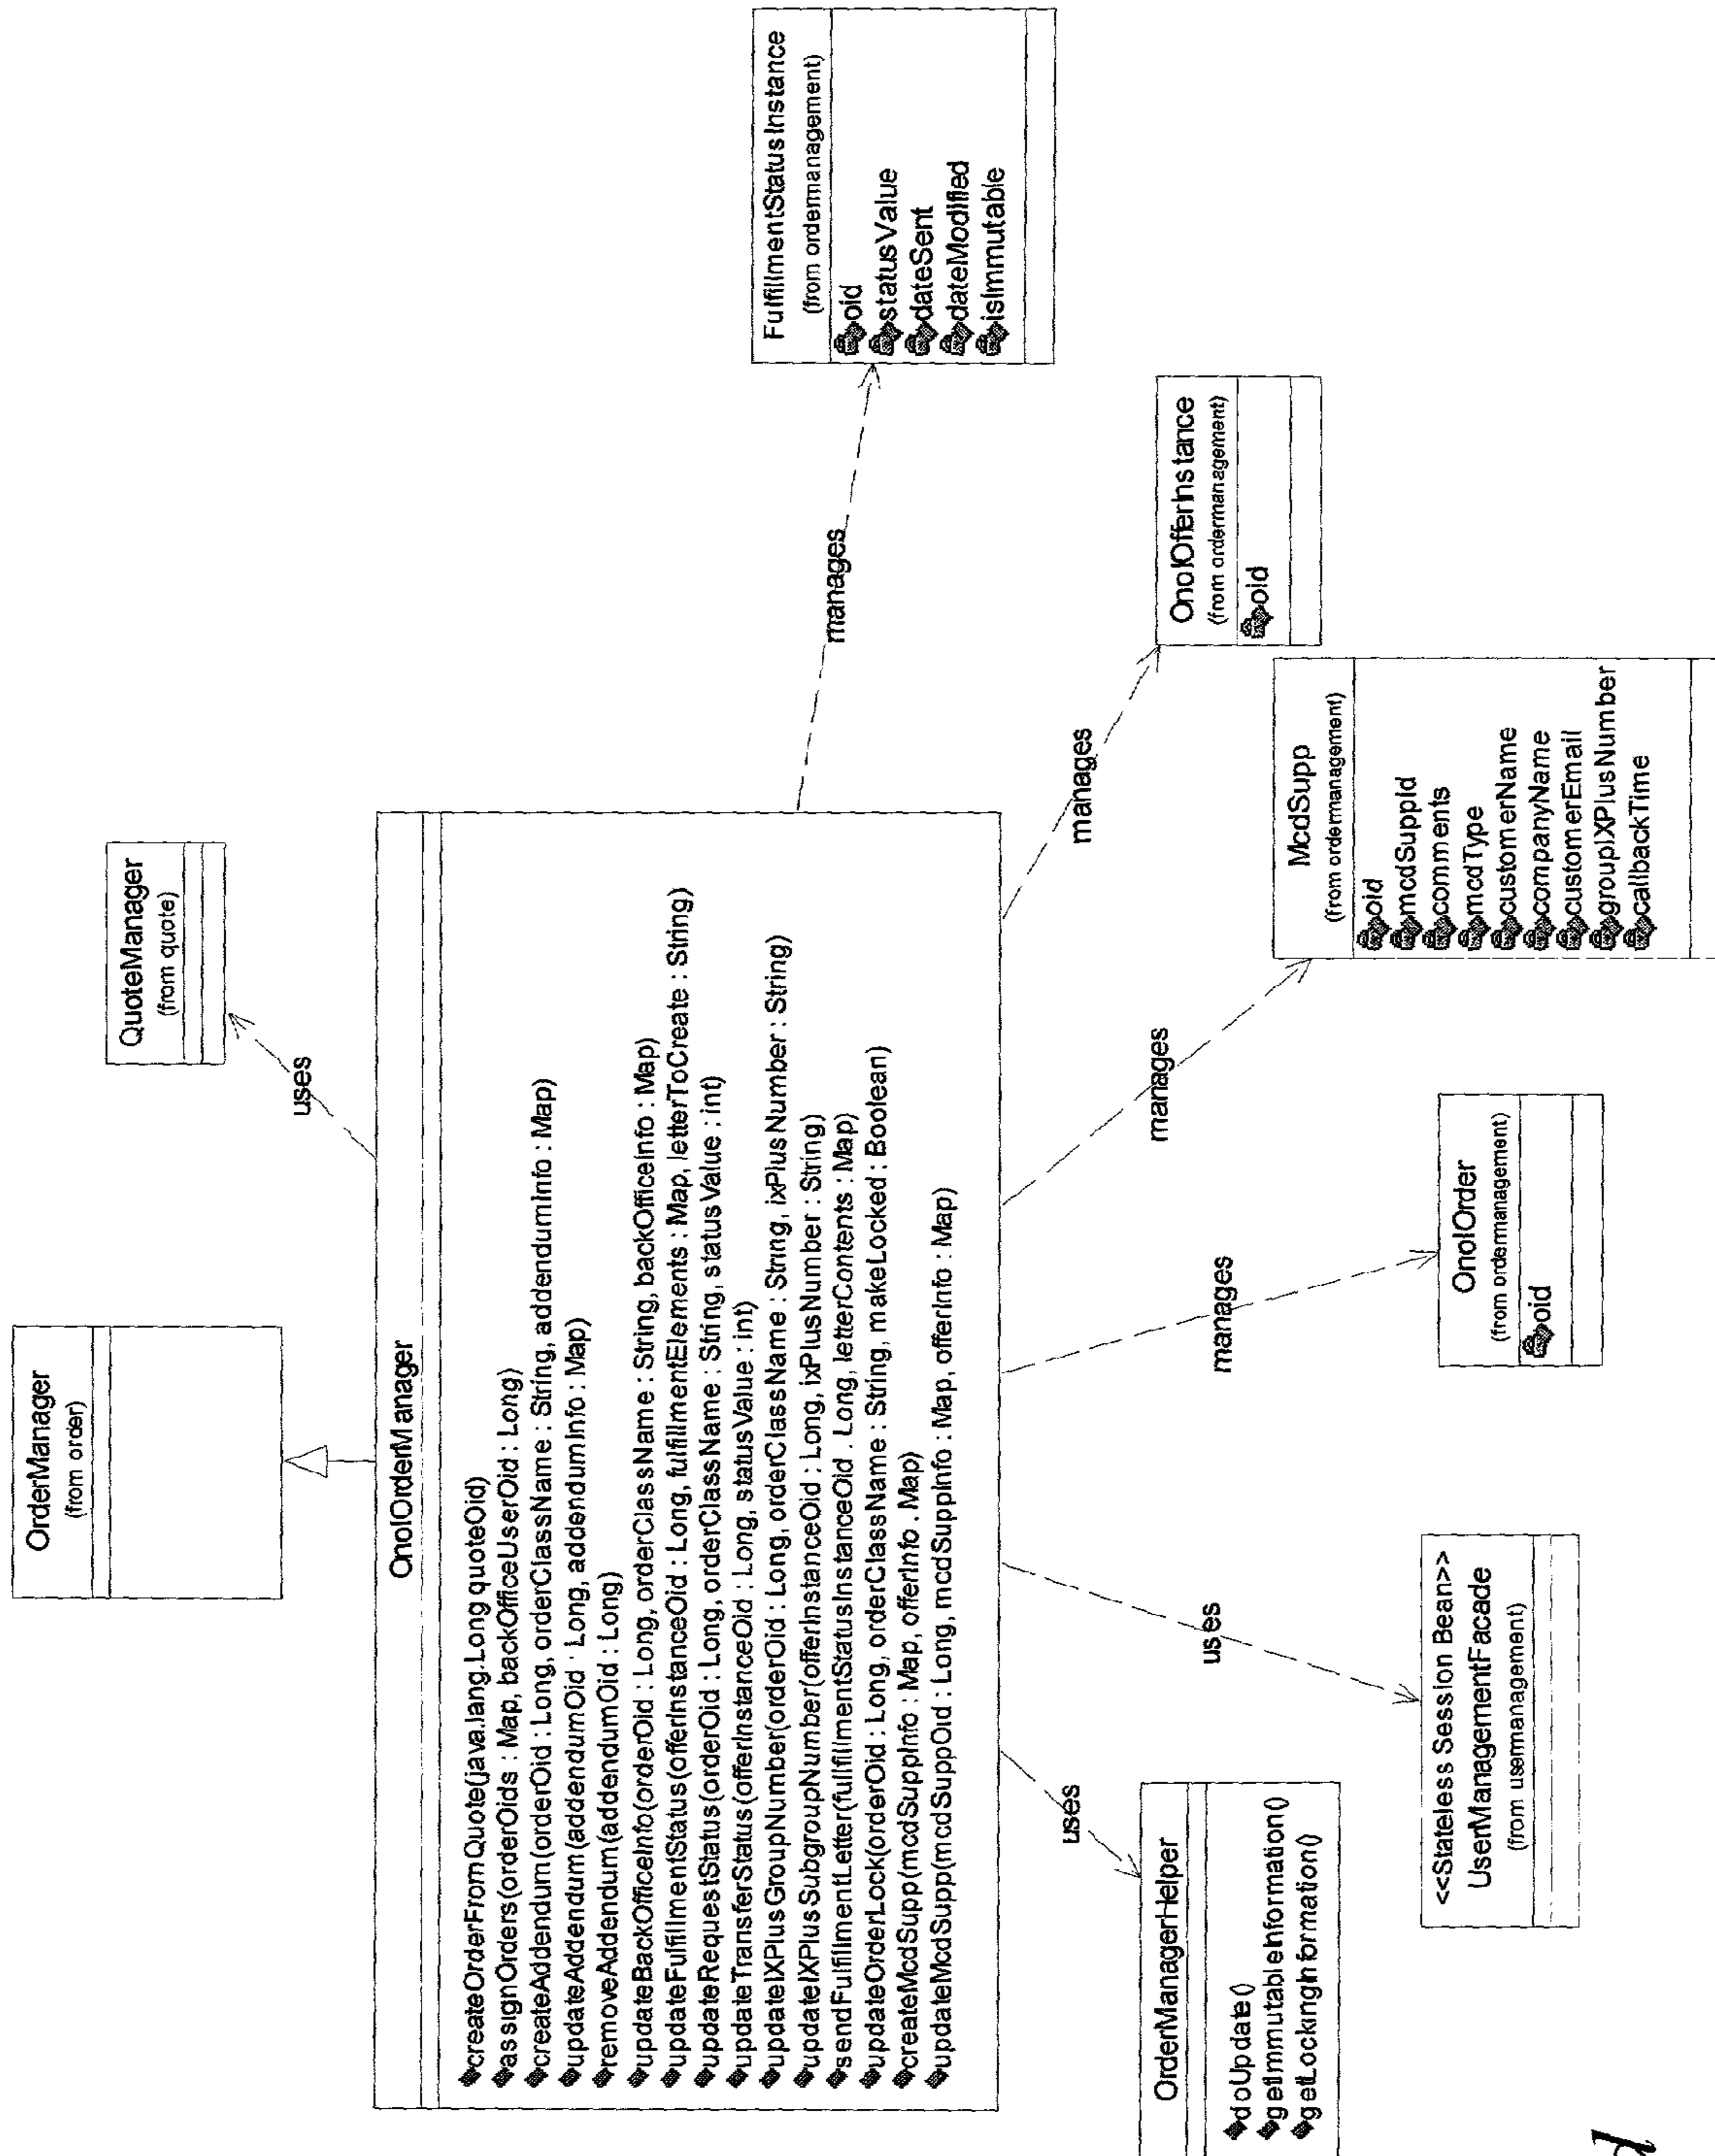 OrderManager
(from order)
QuoteManager
(from quote)
uses
OnolOrderManager
createOrderFromQuote(java.lang.Long quoteOid)
assignOrders(orderOids : Map, backOfficeUserOid : Long)
createAddendum(orderOid : Long, orderClassName : String, addendumInfo : Map)
updateAddendum(addendumOid : Long, addendumInfo : Map)
removeAddendum(addendumOid : Long)
updateBackOfficeInfo(orderOid : Long, orderClassName : String, backOfficeInfo : Map)
updateFulfillmentStatus(offerInstanceOid : Long, fulfillmentElements : Map, letterToCreate : String)
updateRequestStatus(orderOid : Long, orderClassName : String, statusValue : int)
updateTransferStatus(offerInstanceOid : Long, statusValue : int)
updateIXPlusGroupNumber(orderOid : Long, orderClassName : String, ixPlusNumber : String)
updateIXPlusSubgroupNumber(offerInstanceOid : Long, ixPlusNumber : String)
sendFulfillmentLetter(fullfillmentStatusInstanceOid : Long, letterContents : Map)
updateOrderLock(orderOid : Long, orderClassName : String, makeLocked : Boolean)
createMcdSupp(mcdSuppInfo : Map, offerInfo : Map)
updateMcdSupp(mcdSuppOid : Long, mcdSuppInfo : Map, offerInfo : Map)
manages
FulfillmentStatusInstance
(from ordermanagement)
oid
statusValue
dateSent
dateModified
isImmutable
uses
OrderManagerHelper
doUpdate()
getImmutableInformation()
getLockingInformation()
uses
<<Stateless Session Bean>>
UserManagementFacade
(from usermanagement)
manages
OnolOrder
(from ordermanagement)
oid
manages
McdSupp
(from ordermanagement)
oid
mcdSuppId
comments
mcdType
customerName
companyName
customerEmail
groupIXPlusNumber
callbackTime
manages
OnolOfferInstance
(from ordermanagement)
oid